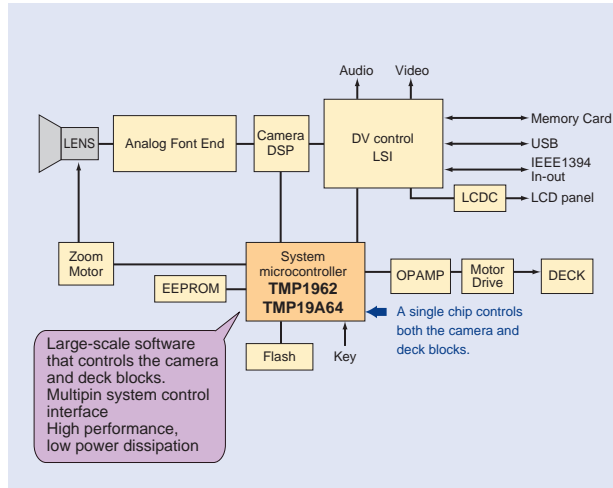 Audio Video
LENS
Analog Font End
Camera
DSP
DV control
LSI
Memory Card
USB
IEEE1394
In-out
LCDC
LCD panel
Zoom
Motor
EEPROM
System
microcontroller
TMP1962
TMP19A64
OPAMP
Motor
Drive
DECK
A single chip controls
both the camera and
deck blocks.
Flash
Key
Large-scale software
that controls the camera
and deck blocks.
Multipin system control
interface
High performance,
low power dissipation